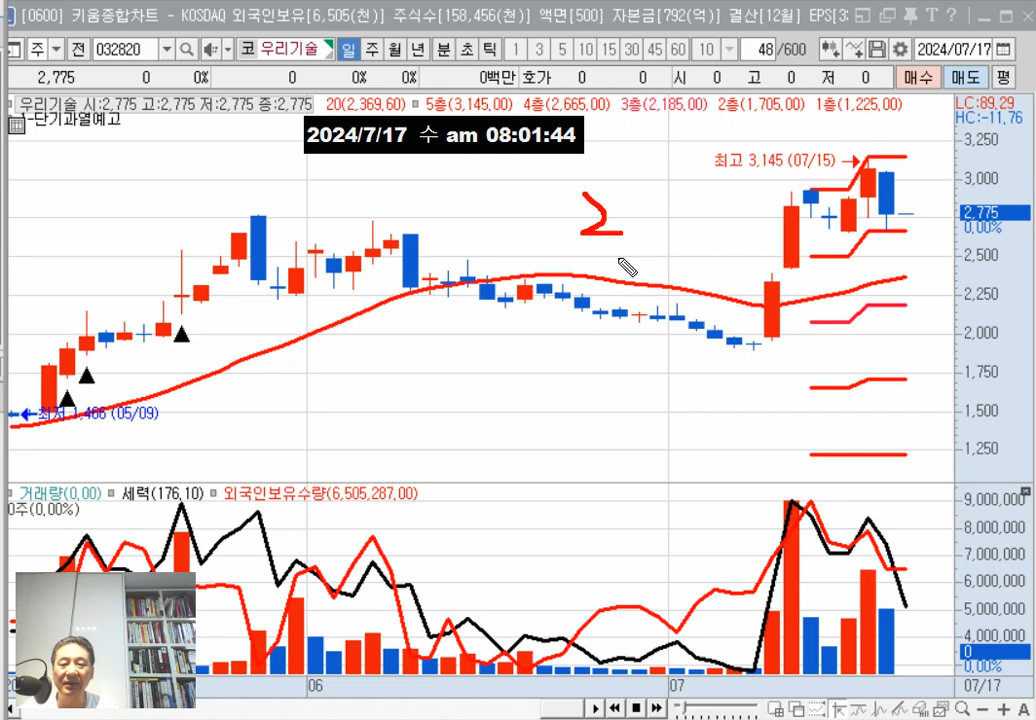 [0600] 키움종합차트 - KOSDAQ 외국인보유[6,505(천)] 주식수[158,456(천)] 액면[500] 자본금[792(억)] 결산[12월] EPS[3
주 전 032820 코 우리기술 일 주 월 년 분 초 틱 1 3 5 10 15 30 45 60 10 48 /600 2024/07/17
2,775 0 0% 0 0% 0% 0백만 호가 0 0 시 0 고 0 저 0 매수 매도 평
우리기술 시:2,775 고:2,775 저:2,775 종:2,775 20(2,369,60) 5層(3,145,00) 4층(2,665,00) 3층(2,185,00) 2층(1,705,00) 1층(1,225,00) LC:89,29
HC:-11,76
1-단기과열예고
2024/7/17 수 am 08:01:44
3,250
최고 3,145 (07/15)
3,000
2
2,775
0,00%
2,500
2,250
2,000
1,750
1,500
최저 1,466 (05/09)
1,250
거래량(0,00) 세력(176,10) 외국인보유수량(6,505,287,00)
0주(0,00%)
9,000,000
8,000,000
7,000,000
6,000,000
5,000,000
4,000,000
0
0,00%
06 07 07/17